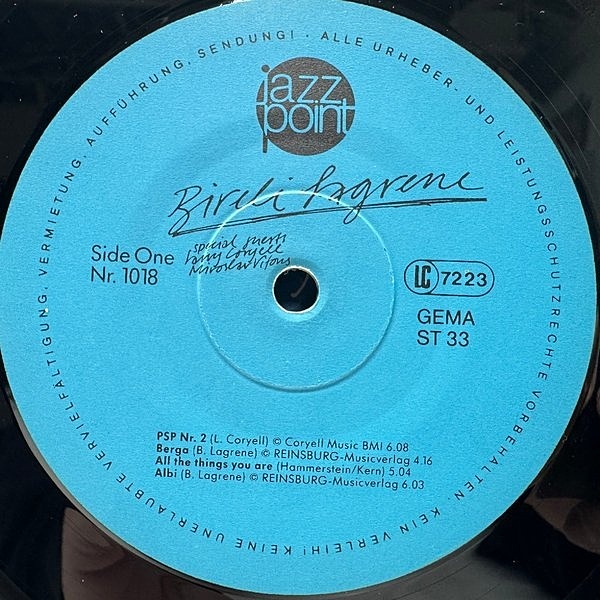 jazz
point
Bireli Lagrene
special guests
Larry Coryell
Miroslav Vitous
Side One
Nr. 1018
LC 7223
GEMA
ST 33
PSP Nr. 2 (L. Coryell) © Coryell Music BMI 6.08
Berga (B. Lagrene) © REINSBURG-Musicverlag 4.16
All the things you are (Hammerstein/Kern) 5.04
Albi (B. Lagrene) © REINSBURG-Musicverlag 6.03
ALLE URHEBER- UND LEISTUNGSSCHUTZRECHTE VORBEHALTEN · KEIN VERLEIH! KEINE UNERLAUBTE VERVIELFÄLTIGUNG, VERMIETUNG, AUFFÜHRUNG, SENDUNG! ·